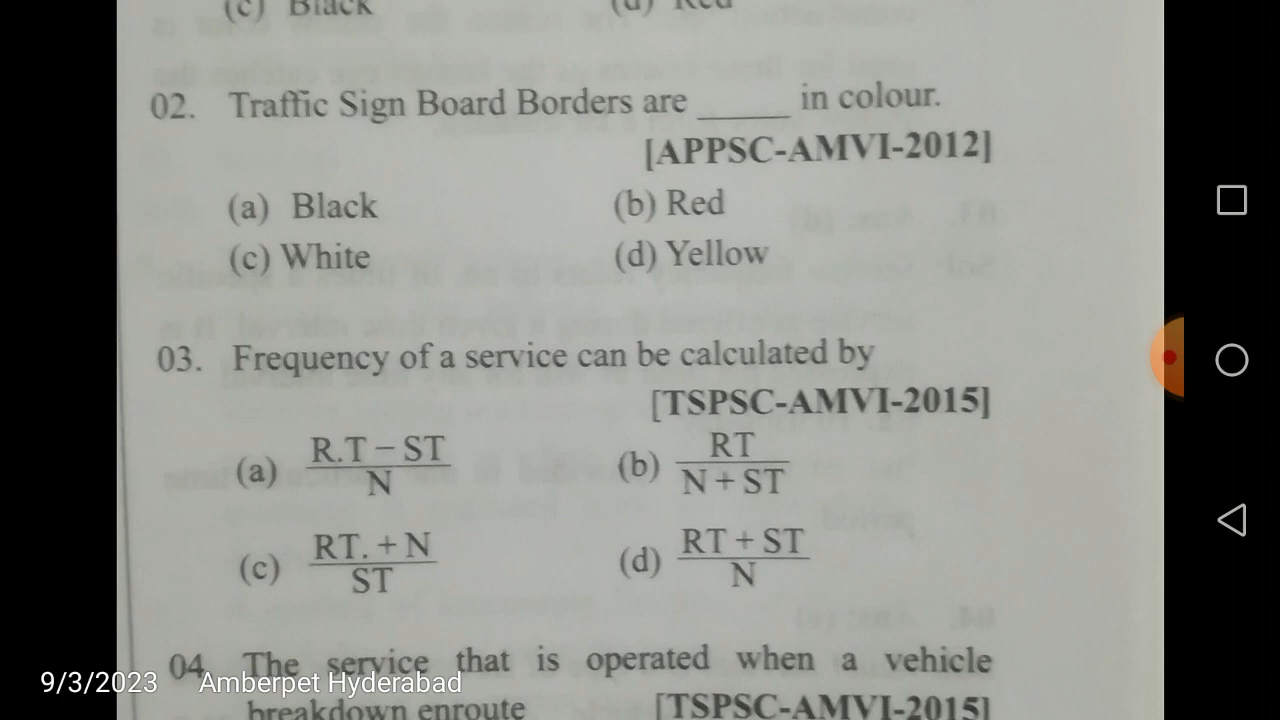 (c) Black (d) Red
02. Traffic Sign Board Borders are _____ in colour.
[APPSC-AMVI-2012]
(a) Black (b) Red
(c) White (d) Yellow
03. Frequency of a service can be calculated by
[TSPSC-AMVI-2015]
(a) R.T – ST / N (b) RT / N + ST
(c) RT. + N / ST (d) RT + ST / N
04. The service that is operated when a vehicle
breakdown enroute [TSPSC-AMVI-2015]
9/3/2023 Amberpet Hyderabad